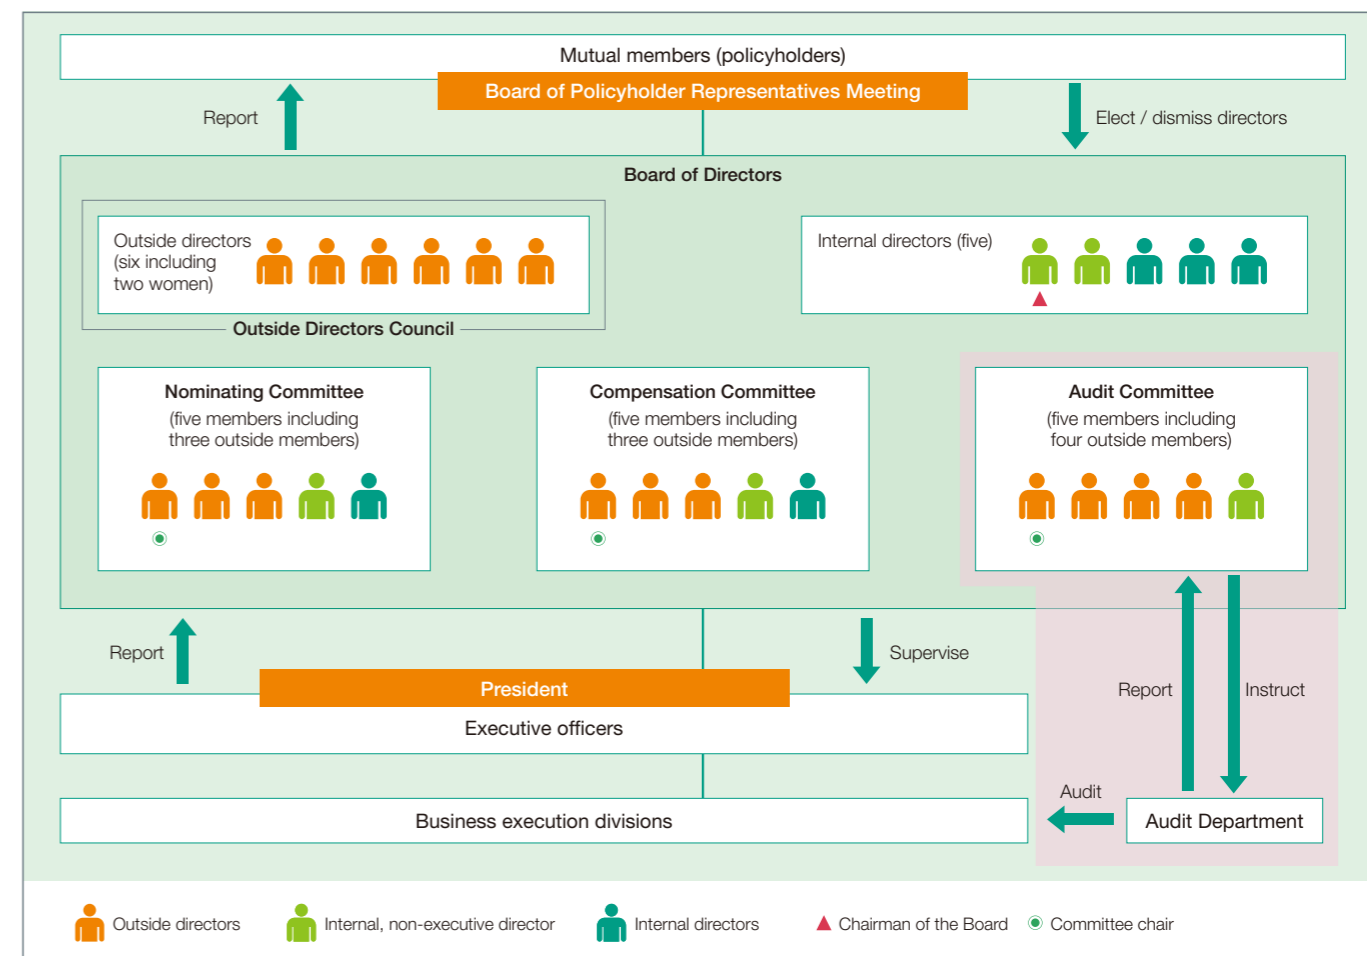 Mutual members (policyholders)
Board of Policyholder Representatives Meeting
Report
Elect / dismiss directors
Board of Directors
Outside directors
(six including
two women)
Internal directors (five)
Outside Directors Council
Nominating Committee
(five members including
three outside members)
Compensation Committee
(five members including
three outside members)
Audit Committee
(five members including
four outside members)
Report
Supervise
President
Executive officers
Report
Instruct
Audit
Business execution divisions
Audit Department
Outside directors
Internal, non-executive director
Internal directors
Chairman of the Board
Committee chair